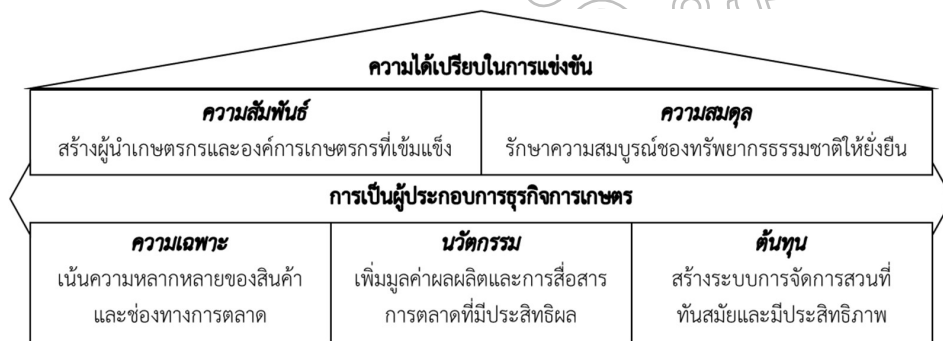 ความได้เปรียบในการแข่งขัน
ความสัมพันธ์
สร้างผู้นำเกษตรกรและองค์การเกษตรกรที่เข้มแข็ง
ความสมดุล
รักษาความสมบูรณ์ชองทรัพยากรธรรมชาติให้ยั่งยืน
การเป็นผู้ประกอบการธุรกิจการเกษตร
ความเฉพาะ
เน้นความหลากหลายของสินค้า
และช่องทางการตลาด
นวัตกรรม
เพิ่มมูลค่าผลผลิตและการสื่อสาร
การตลาดที่มีประสิทธิผล
ต้นทุน
สร้างระบบการจัดการสวนที่
ทันสมัยและมีประสิทธิภาพ